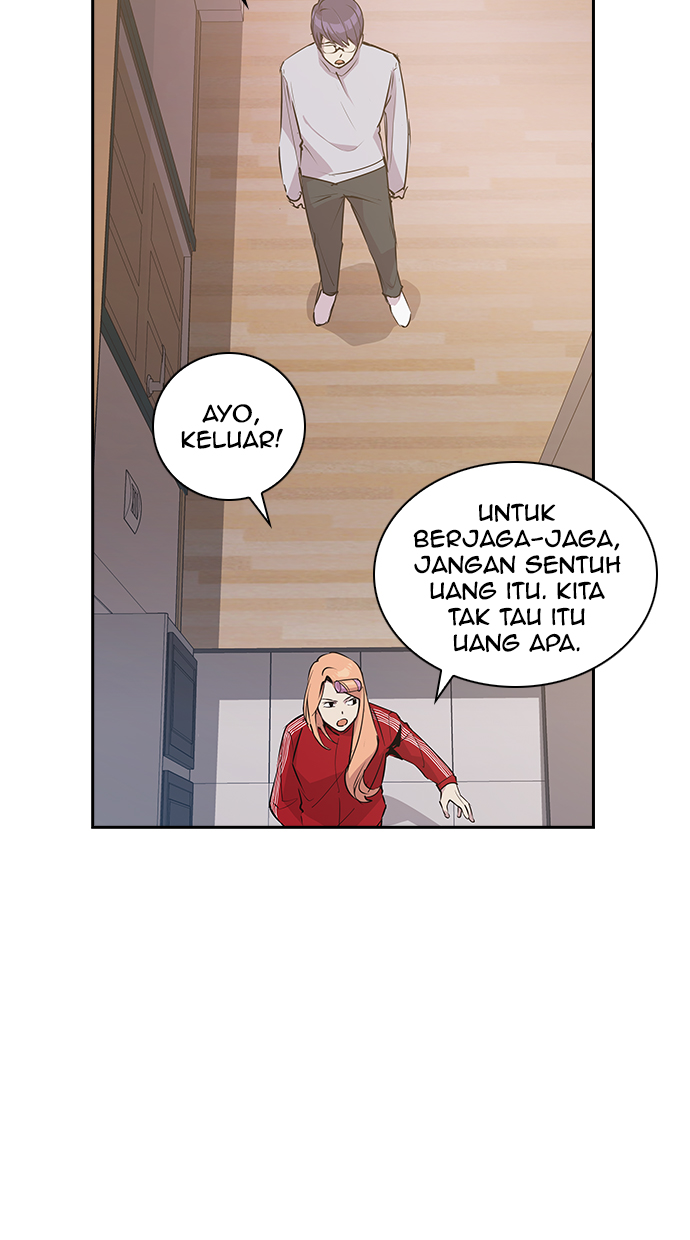 AYO,
KELUAR!
UNTUK
BERJAGA-JAGA,
JANGAN SENTUH
UANG ITU. KITA
TAK TAU ITU
UANG APA.